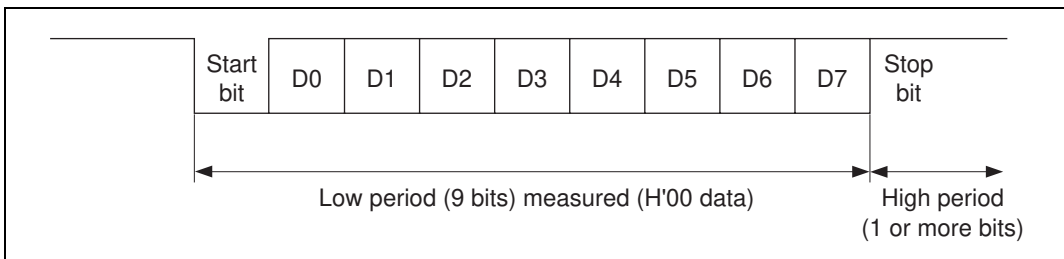 Start
bit
D0 D1 D2 D3 D4 D5 D6 D7
Stop
bit
Low period (9 bits) measured (H'00 data)
High period
(1 or more bits)